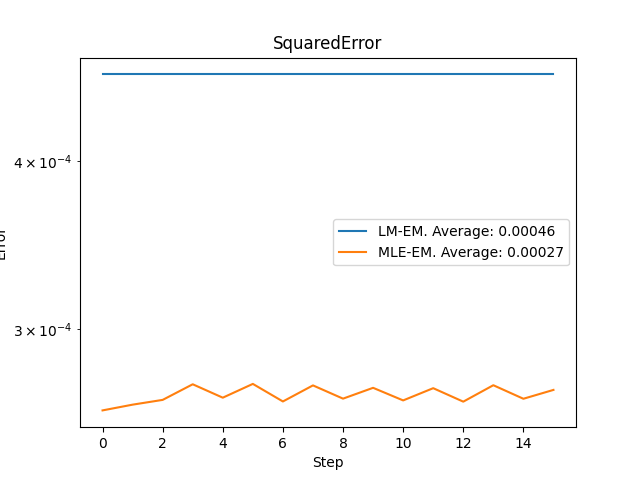 SquaredError
4 × 10⁻⁴
3 × 10⁻⁴
Error
LM-EM. Average: 0.00046
MLE-EM. Average: 0.00027
0 2 4 6 8 10 12 14
Step